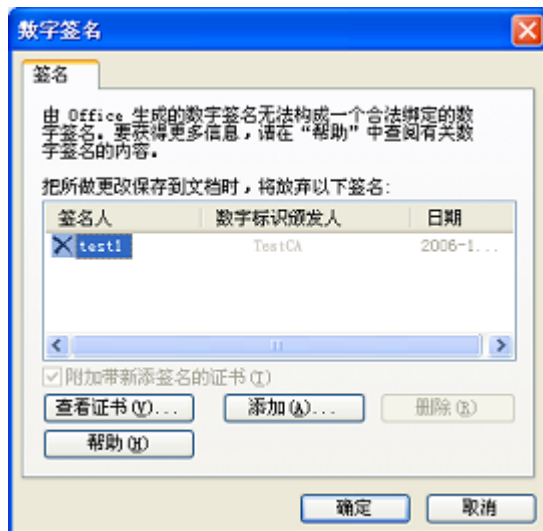 数字签名
签名
由 Office 生成的数字签名无法构成一个合法绑定的数
字签名。要获得更多信息，请在“帮助”中查阅有关数
字签名的内容。
把所做更改保存到文档时，将放弃以下签名:
签名人 数字标识颁发人 日期
test1 TestCA 2006-1...
附加带新添签名的证书(I)
查看证书(V)... 添加(A)... 删除(R)
帮助(H)
确定 取消